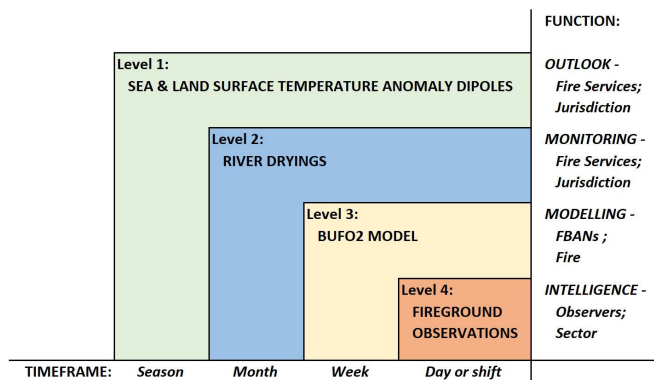 FUNCTION:
Level 1:
SEA & LAND SURFACE TEMPERATURE ANOMALY DIPOLES
OUTLOOK -
Fire Services;
Jurisdiction
Level 2:
RIVER DRYINGS
MONITORING -
Fire Services;
Jurisdiction
Level 3:
BUFO2 MODEL
MODELLING -
FBANs ;
Fire
Level 4:
FIREGROUND
OBSERVATIONS
INTELLIGENCE -
Observers;
Sector
TIMEFRAME: Season Month Week Day or shift